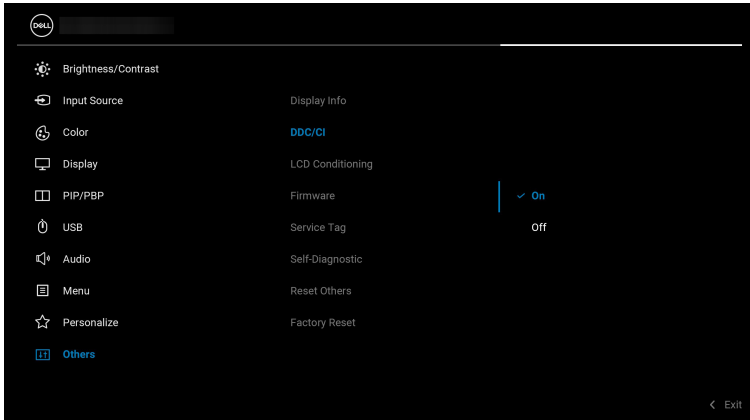 DELL
Brightness/Contrast
Input Source
Color
Display
PIP/PBP
USB
Audio
Menu
Personalize
Others
Display Info
DDC/CI
LCD Conditioning
Firmware
Service Tag
Self-Diagnostic
Reset Others
Factory Reset
On
Off
Exit